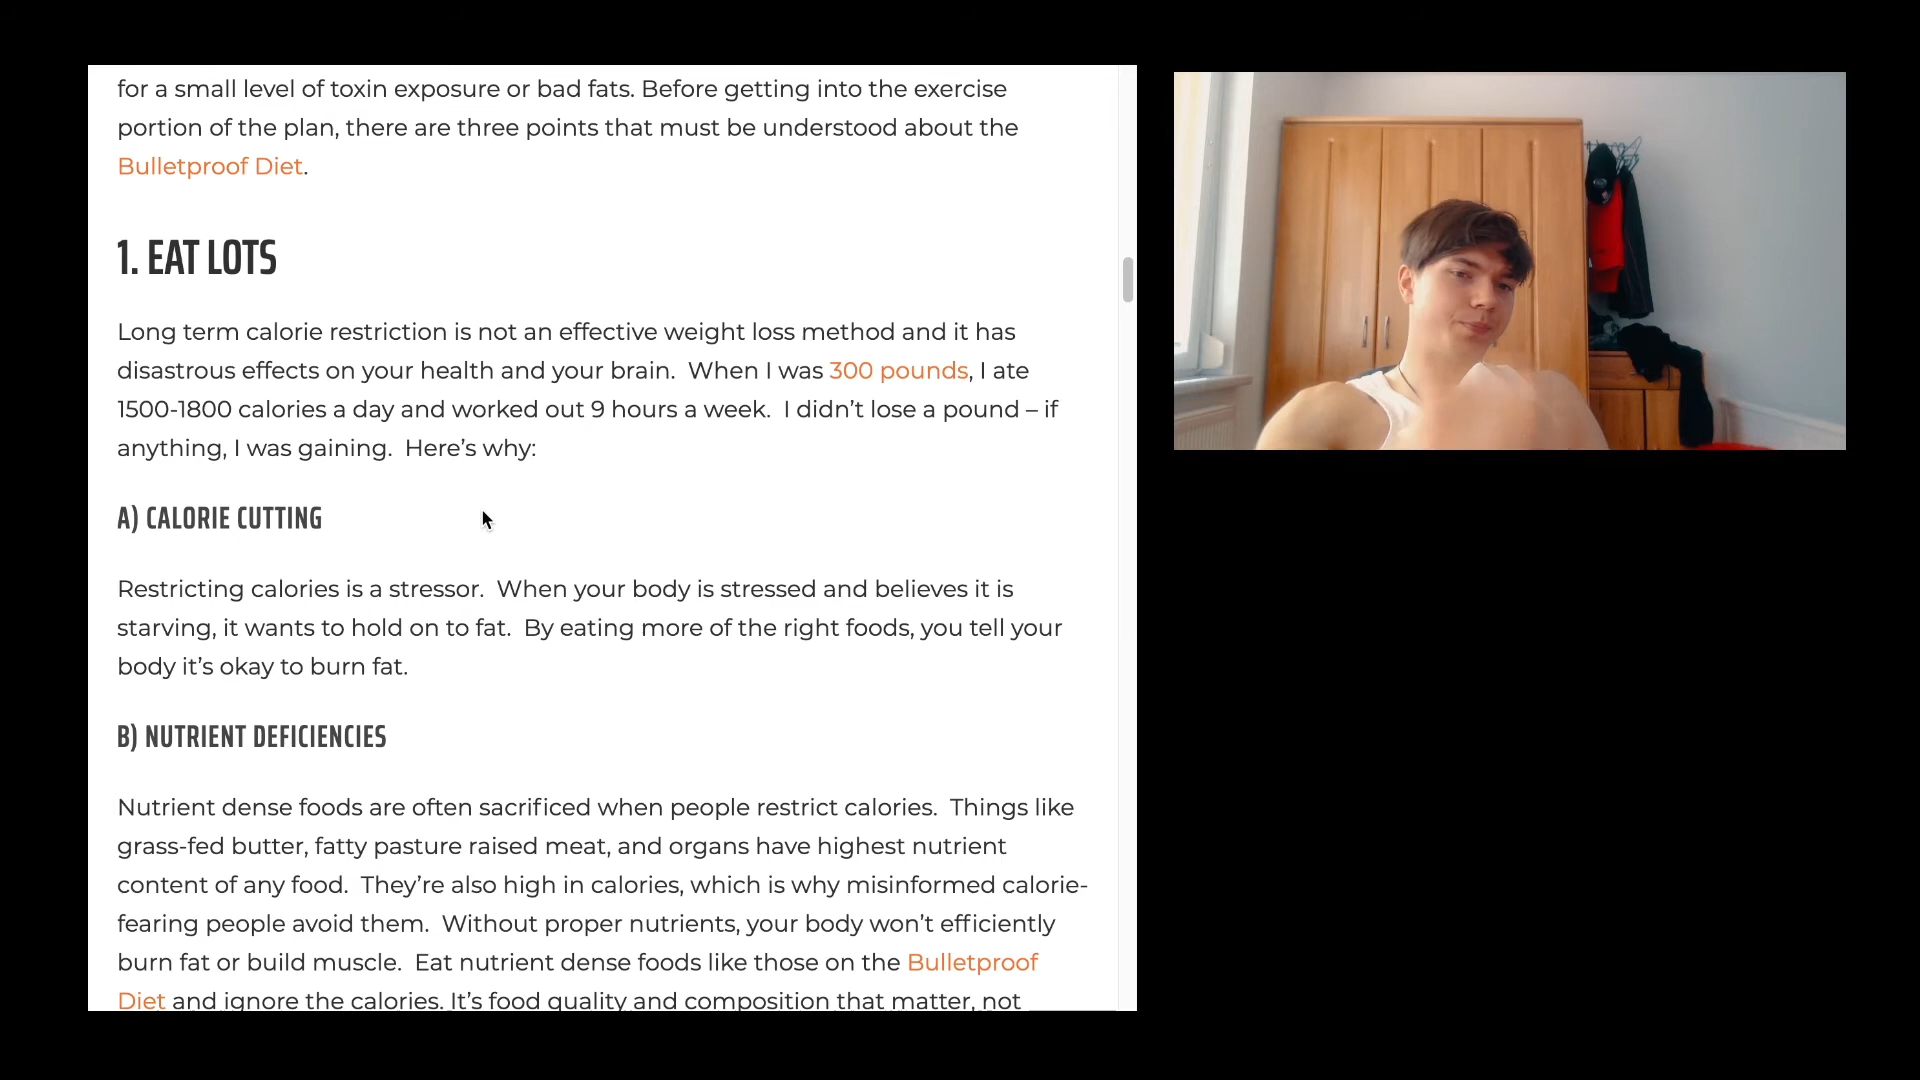 for a small level of toxin exposure or bad fats. Before getting into the exercise
portion of the plan, there are three points that must be understood about the
Bulletproof Diet.
1. EAT LOTS
Long term calorie restriction is not an effective weight loss method and it has
disastrous effects on your health and your brain.  When I was 300 pounds, I ate
1500-1800 calories a day and worked out 9 hours a week.  I didn’t lose a pound – if
anything, I was gaining.  Here’s why:
A) CALORIE CUTTING
Restricting calories is a stressor.  When your body is stressed and believes it is
starving, it wants to hold on to fat.  By eating more of the right foods, you tell your
body it’s okay to burn fat.
B) NUTRIENT DEFICIENCIES
Nutrient dense foods are often sacrificed when people restrict calories.  Things like
grass-fed butter, fatty pasture raised meat, and organs have highest nutrient
content of any food.  They’re also high in calories, which is why misinformed calorie-
fearing people avoid them.  Without proper nutrients, your body won’t efficiently
burn fat or build muscle.  Eat nutrient dense foods like those on the Bulletproof
Diet and ignore the calories. It’s food quality and composition that matter, not